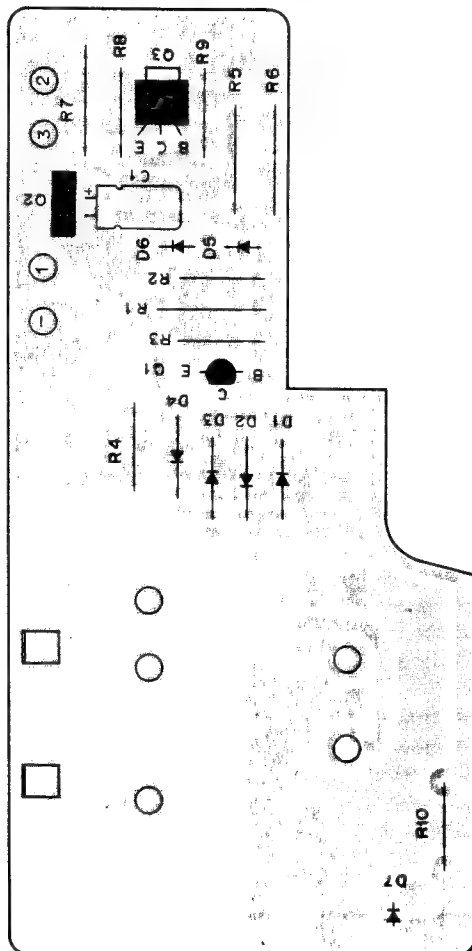 2
3
1
-
R7
R8
Q3
R9
R5
R6
E
C
B
Q2
- +
C1
D6
D5
R2
R1
R3
Q1
E
B
C
D4
D3
D2
D1
R4
R10
D7